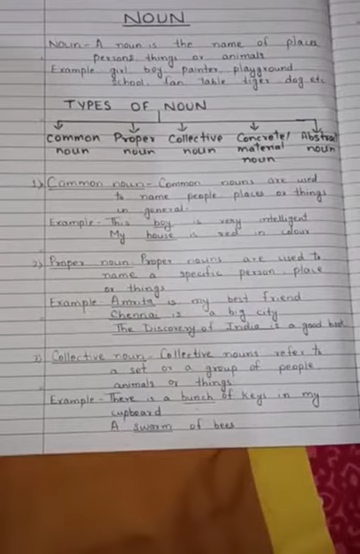 NOUN
Noun - A noun is the name of place
persons things or animals
Example girl boy, painter, playground
school fan table tiger dog etc
TYPES OF NOUN
Common noun
Proper noun
Collective noun
Concrete/ material noun
Abstract noun
1) Common noun - Common nouns are used
to name people places or things
in general.
Example - This boy is very intelligent
My house is red in colour
2) Proper noun Proper nouns are used to
name a specific person, place
or things
Example Amrita is my best friend
Chennai is a big city
The Discovery of India is a good book
Collective noun - Collective nouns refer to
a set or a group of people
animals or things
Example - There is a bunch of keys in my
cupboard
A swarm of bees